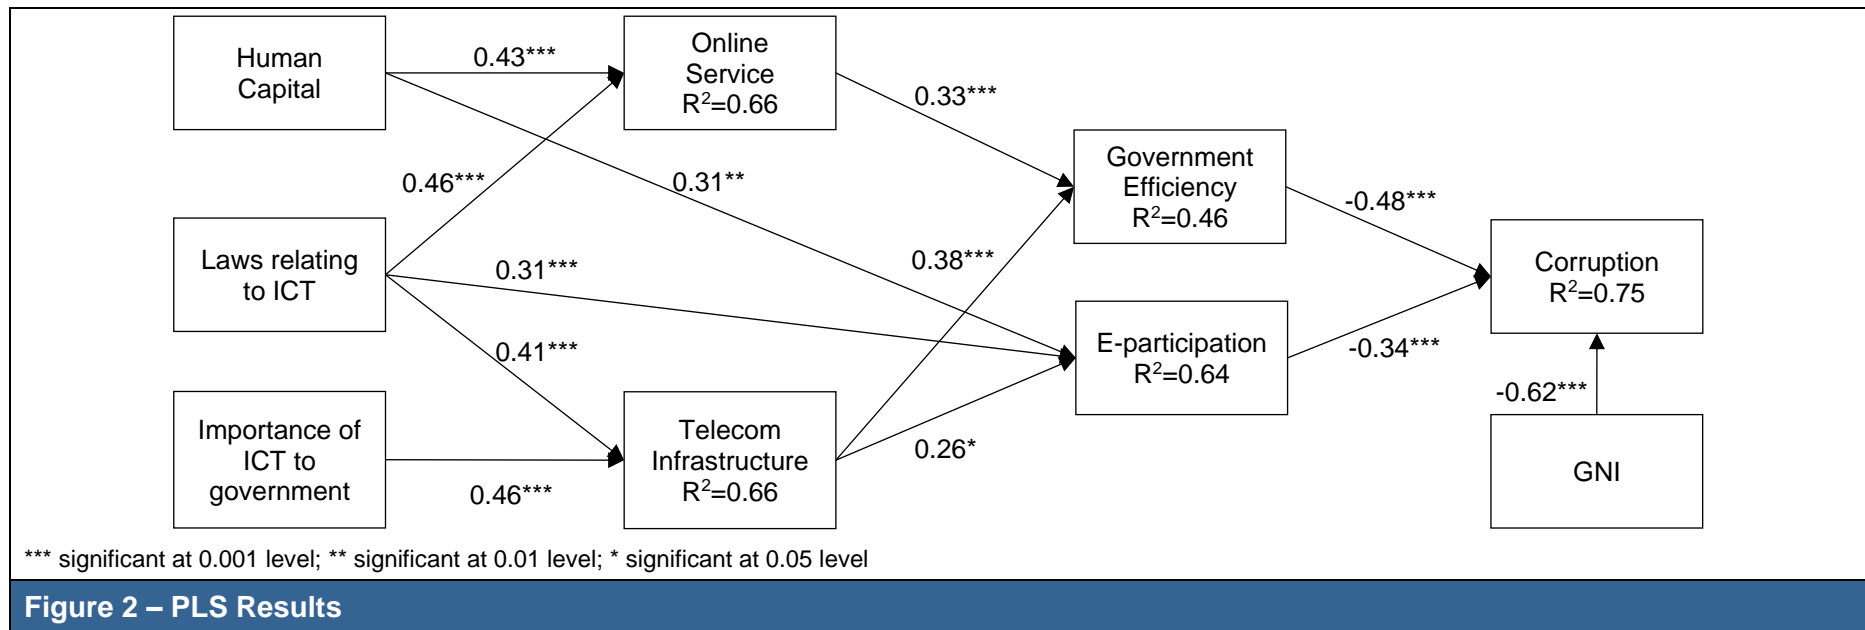 Human
Capital
0.43***
Online
Service
R²=0.66
0.33***
0.46***
0.31**
Government
Efficiency
R²=0.46
-0.48***
Laws relating
to ICT
0.31***
0.38***
Corruption
R²=0.75
0.41***
E-participation
R²=0.64
-0.34***
-0.62***
Importance of
ICT to
government
0.46***
Telecom
Infrastructure
R²=0.66
0.26*
GNI
*** significant at 0.001 level; ** significant at 0.01 level; * significant at 0.05 level
Figure 2 – PLS Results